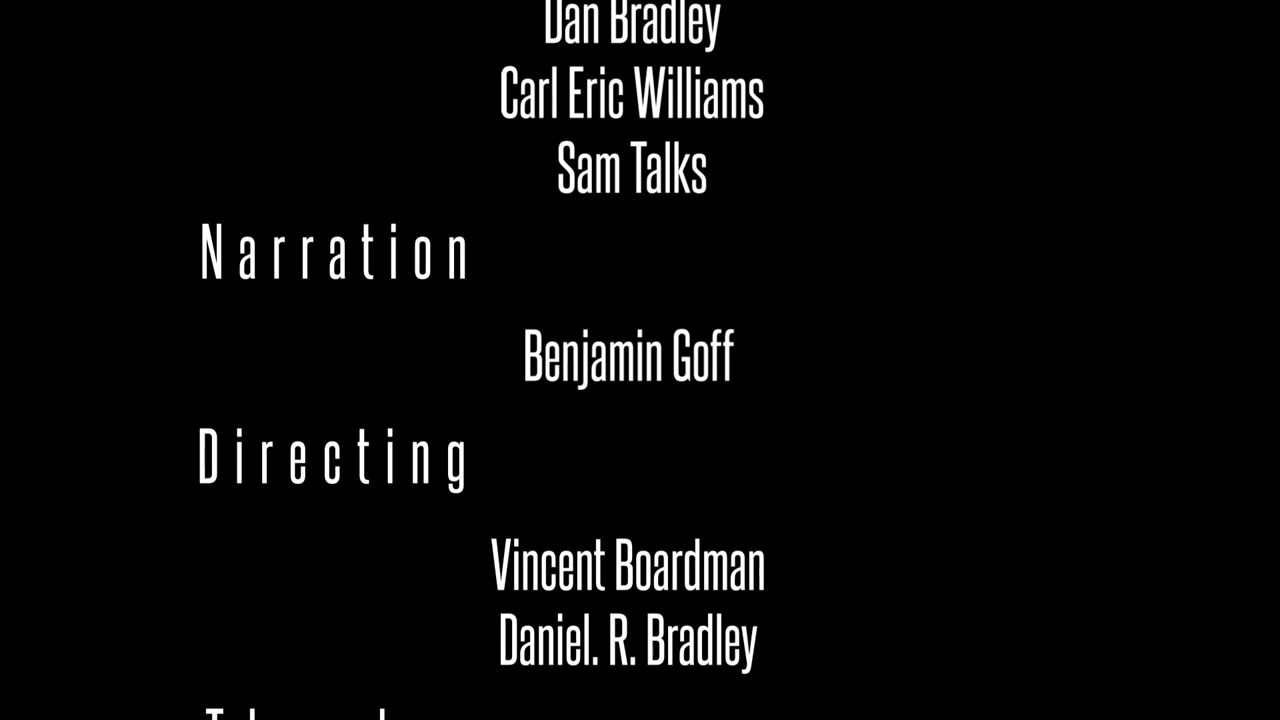 Dan Bradley
Carl Eric Williams
Sam Talks
Narration
Benjamin Goff
Directing
Vincent Boardman
Daniel. R. Bradley